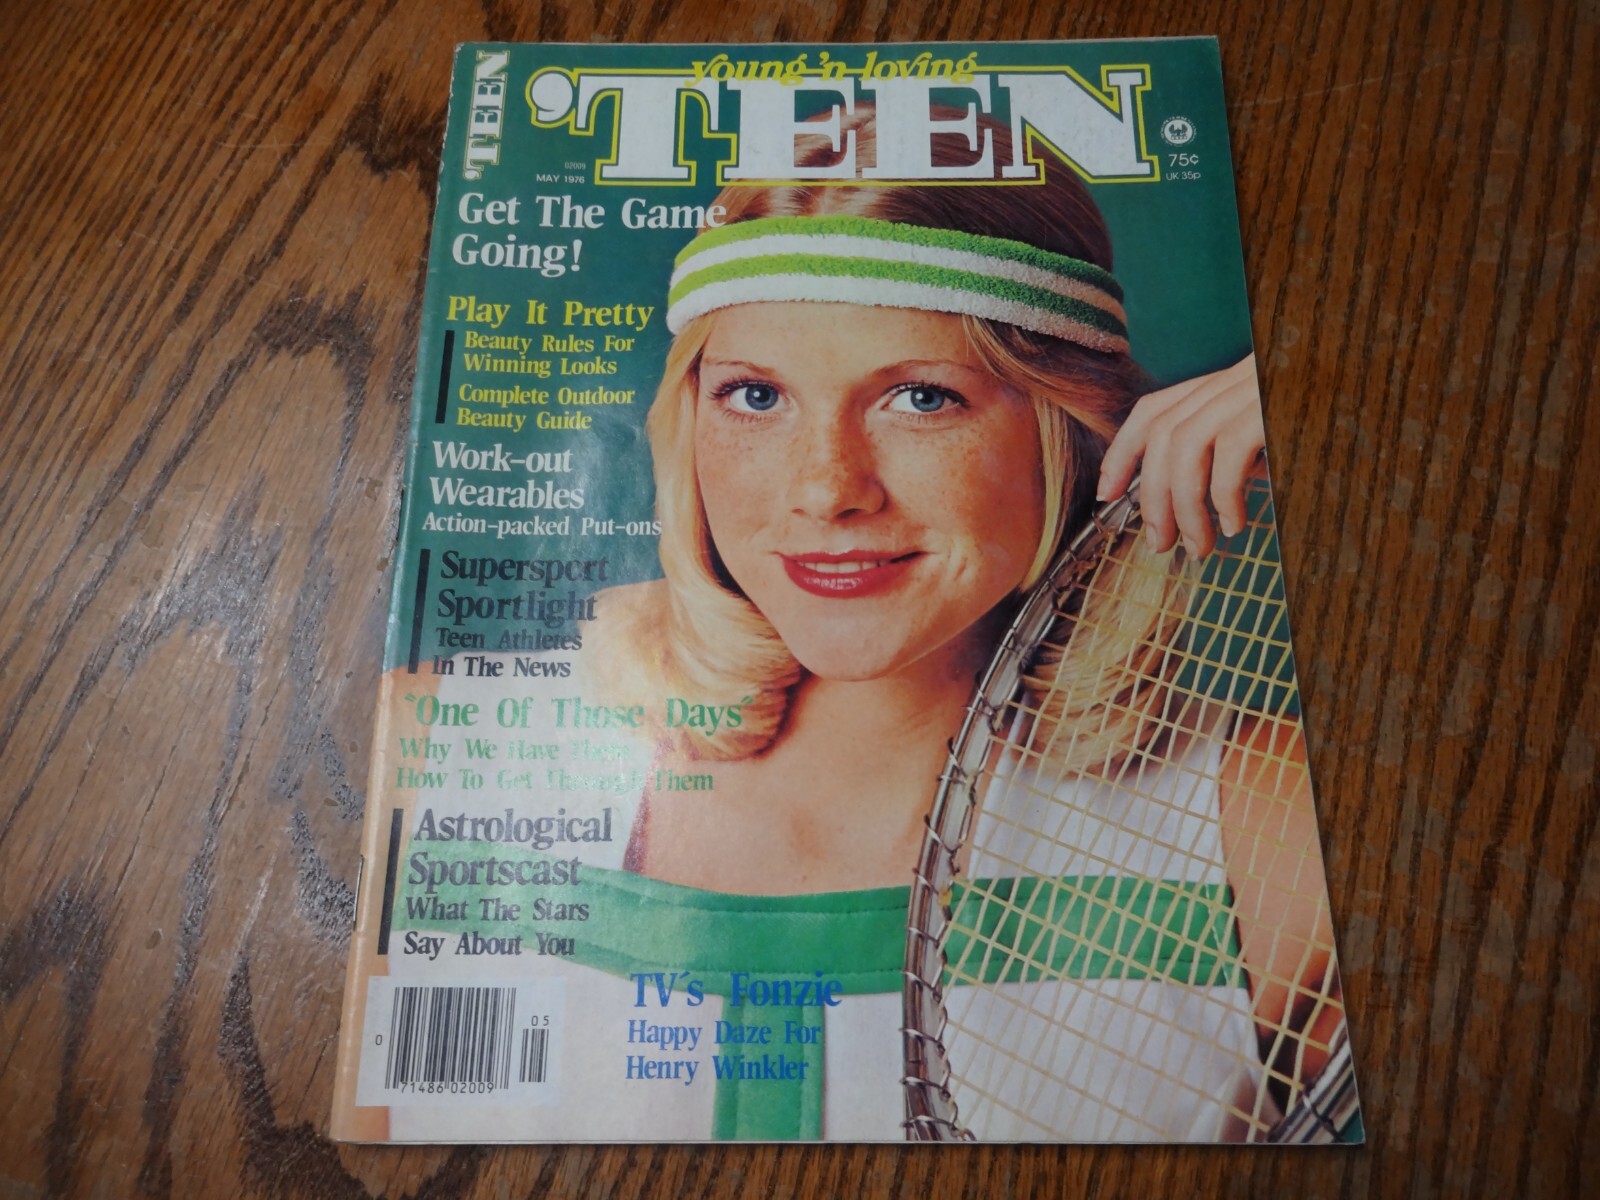 'TEEN
young 'n loving
'TEEN
02009
MAY 1976
75¢
UK 35p
Get The Game
Going!
Play It Pretty
Beauty Rules For
Winning Looks
Complete Outdoor
Beauty Guide
Work-out
Wearables
Action-packed Put-ons
Supersport
Sportlight
Teen Athletes
In The News
"One Of Those Days"
Why We Have Them
How To Get Through Them
Astrological
Sportscast
What The Stars
Say About You
TV's Fonzie
Happy Daze For
Henry Winkler
05
0
71486 02009